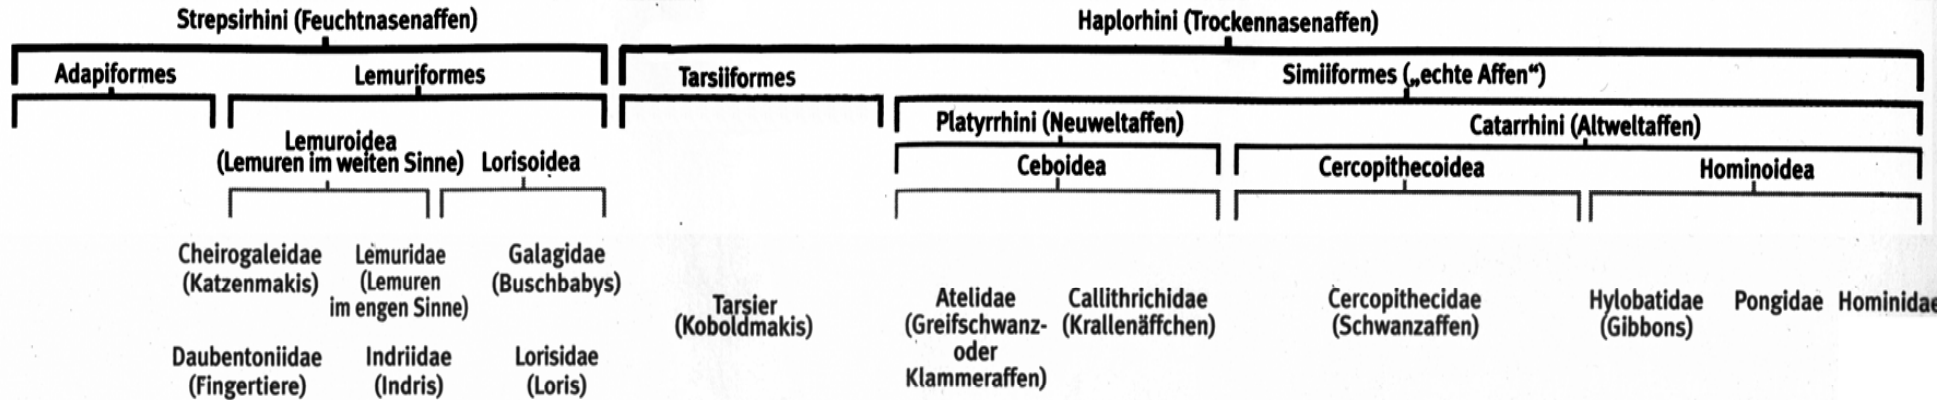 Strepsirhini (Feuchtnasenaffen)
Haplorhini (Trockennasenaffen)
Adapiformes
Lemuriformes
Tarsiiformes
Simiiformes („echte Affen“)
Lemuroidea
(Lemuren im weiten Sinne)
Lorisoidea
Platyrrhini (Neuweltaffen)
Catarrhini (Altweltaffen)
Ceboidea
Cercopithecoidea
Hominoidea
Cheirogaleidae
(Katzenmakis)
Lemuridae
(Lemuren
im engen Sinne)
Galagidae
(Buschbabys)
Daubentoniidae
(Fingertiere)
Indriidae
(Indris)
Lorisidae
(Loris)
Tarsier
(Koboldmakis)
Atelidae
(Greifschwanz-
oder
Klammeraffen)
Callithrichidae
(Krallenäffchen)
Cercopithecidae
(Schwanzaffen)
Hylobatidae
(Gibbons)
Pongidae
Hominidae